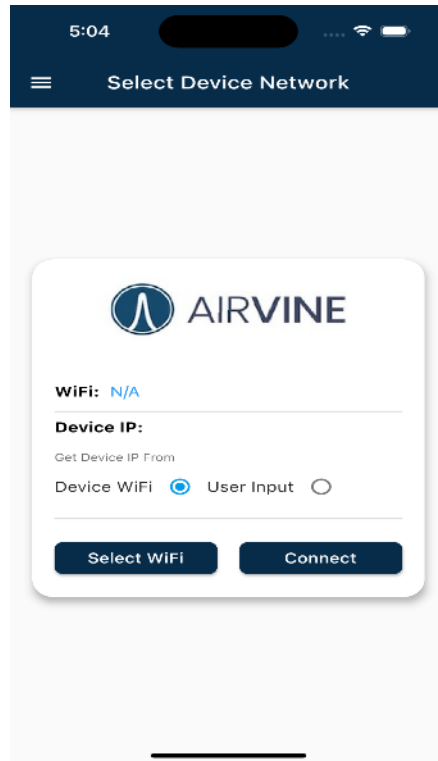 5:04
Select Device Network
AIRVINE
WiFi: N/A
Device IP:
Get Device IP From
Device WiFi User Input
Select WiFi Connect